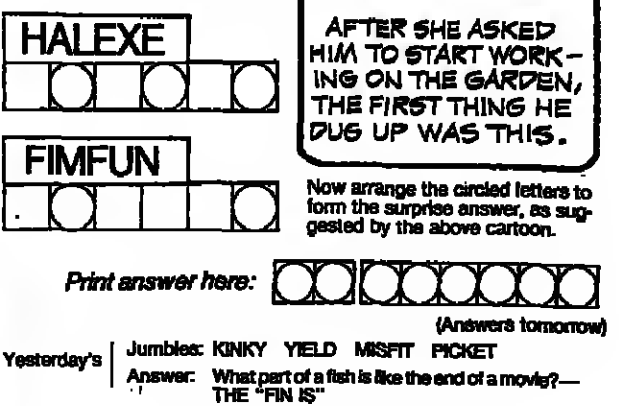 HALEXE
FIMFUN
AFTER SHE ASKED
HIM TO START WORK-
ING ON THE GARDEN,
THE FIRST THING HE
DUG UP WAS THIS.
Now arrange the circled letters to
form the surprise answer, as sug-
gested by the above cartoon.
Print answer here:
(Answers tomorrow)
Yesterday's
Jumbles: KINKY YIELD MISFIT PICKET
Answer: What part of a fish is like the end of a movie?—
THE "FIN IS"